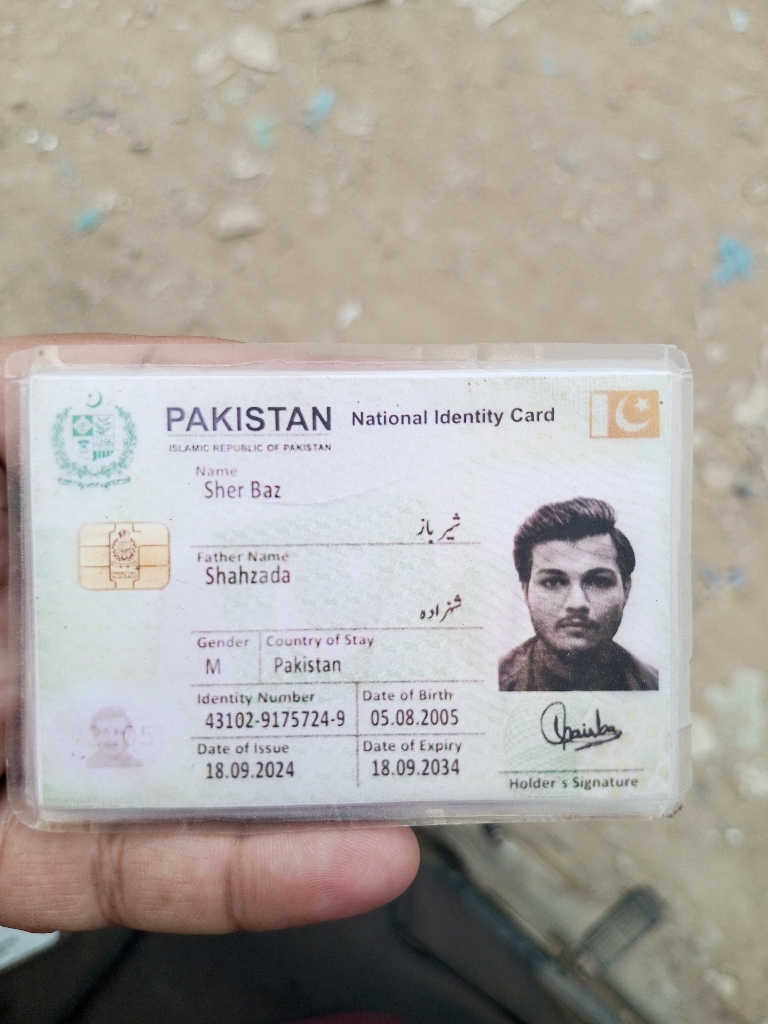 PAKISTAN National Identity Card
ISLAMIC REPUBLIC OF PAKISTAN
Name
Sher Baz
شیر باز
Father Name
Shahzada
شہزادہ
Gender Country of Stay
M Pakistan
Identity Number Date of Birth
43102-9175724-9 05.08.2005
Date of Issue Date of Expiry
18.09.2024 18.09.2034
Holder's Signature